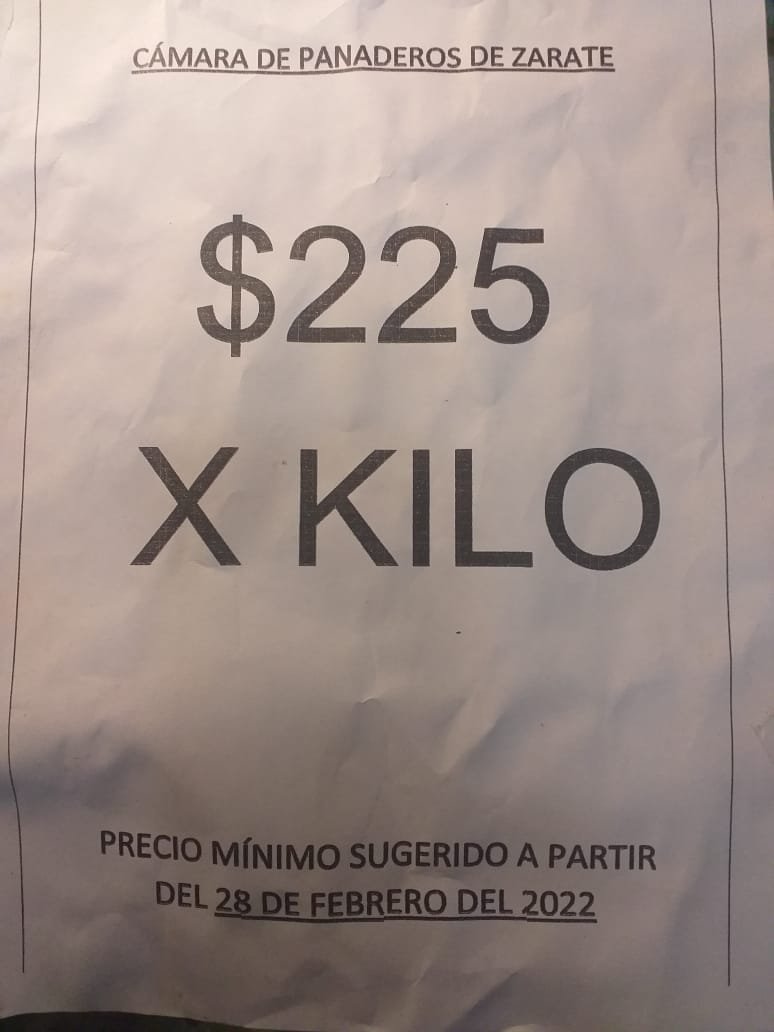 CÁMARA DE PANADEROS DE ZARATE
$225
X KILO
PRECIO MÍNIMO SUGERIDO A PARTIR
DEL 28 DE FEBRERO DEL 2022